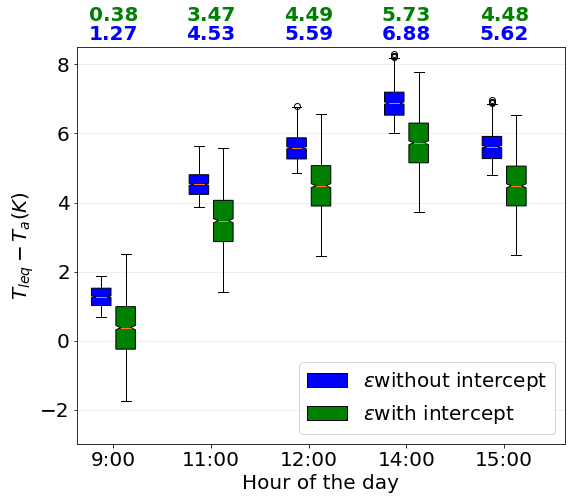 0.38 3.47 4.49 5.73 4.48
1.27 4.53 5.59 6.88 5.62
8
6
4
2
0
−2
T_leq − T_a(K)
εwithout intercept
εwith intercept
9:00 11:00 12:00 14:00 15:00
Hour of the day